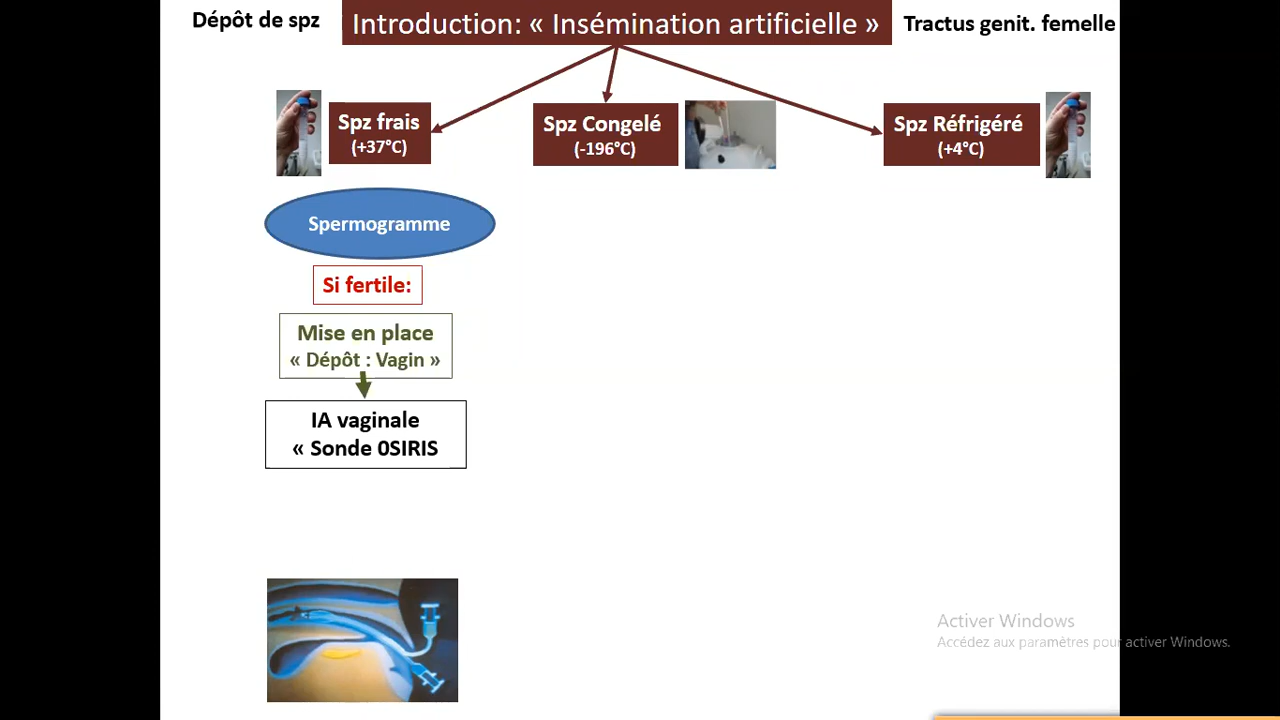 Dépôt de spz
Introduction: « Insémination artificielle »
Tractus genit. femelle
Spz frais
(+37°C)
Spz Congelé
(-196°C)
Spz Réfrigéré
(+4°C)
Spermogramme
Si fertile:
Mise en place
« Dépôt : Vagin »
IA vaginale
« Sonde 0SIRIS
Activer Windows
Accédez aux paramètres pour activer Windows.